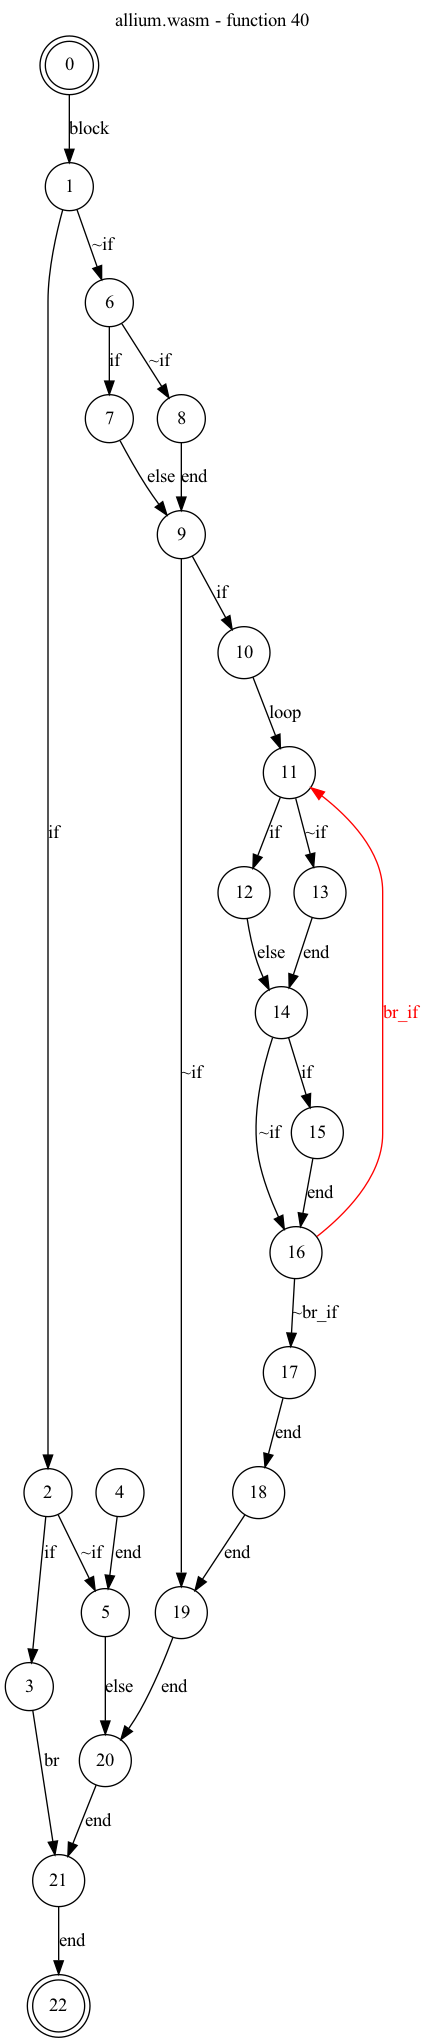 allium.wasm - function 40
0
block
1
~if
6
if
~if
7
8
else
end
9
if
10
loop
11
if
if
~if
12
13
else
end
14
br_if
~if
if
~if
15
end
16
~br_if
17
end
2
4
18
if
~if
end
end
5
19
3
else
end
br
20
end
21
end
22